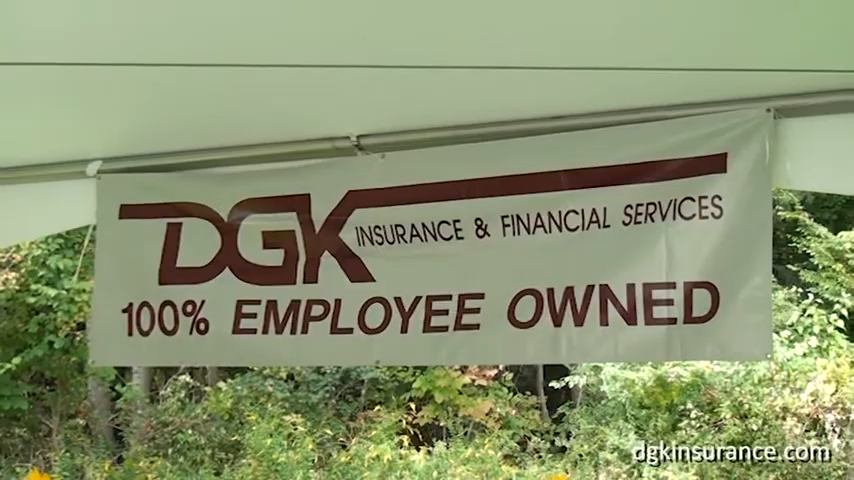 DGK INSURANCE & FINANCIAL SERVICES
100% EMPLOYEE OWNED
dgkinsurance.com